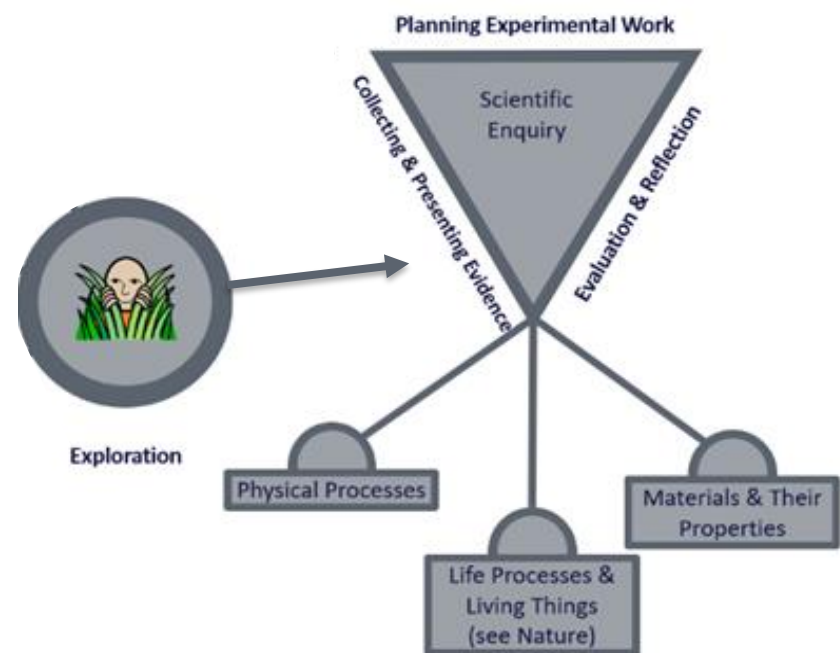 Planning Experimental Work
Scientific
Enquiry
Collecting & Presenting Evidence
Evaluation & Reflection
Exploration
Physical Processes
Life Processes &
Living Things
(see Nature)
Materials & Their
Properties